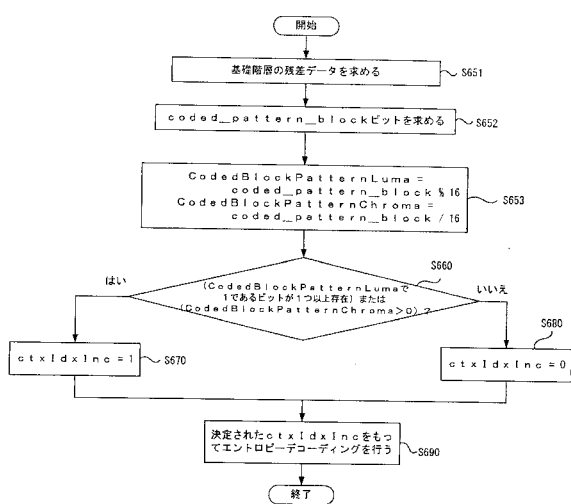 開始
基礎階層の残差データを求める
S651
coded_pattern_blockビットを求める
S652
CodedBlockPatternLuma=
coded_pattern_block%16
CodedBlockPatternChroma=
coded_pattern_block/16
S653
S660
はい
(CodedBlockPatternLumaで
1であるビットが1つ以上存在)または
(CodedBlockPatternChroma>0)?
いいえ
ctxIdxInc=1
S670
S680
ctxIdxInc=0
決定されたctxIdxIncをもっ
てエントロピーデコーディングを行う
S690
終了